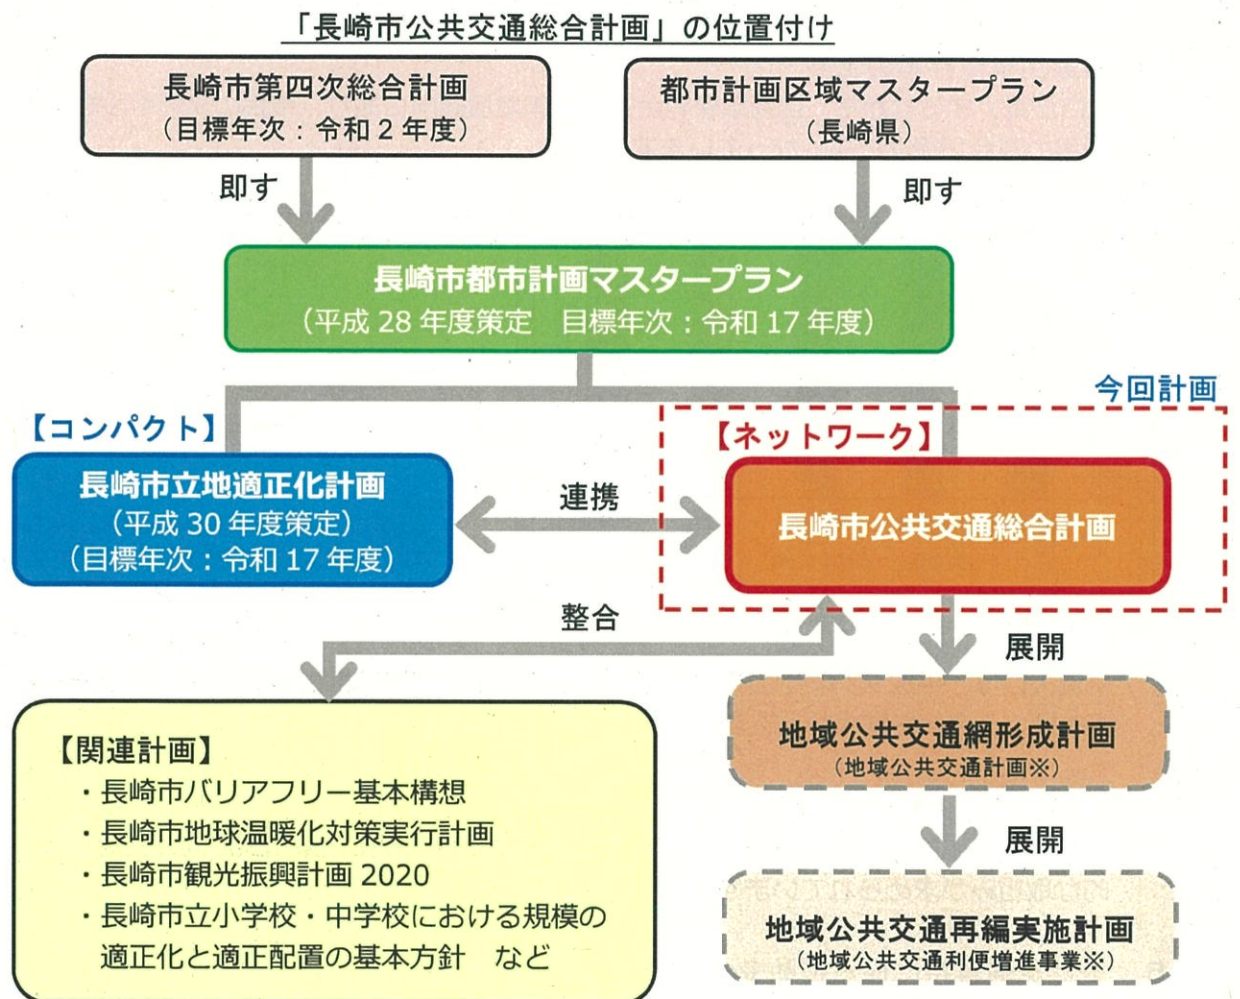 「長崎市公共交通総合計画」の位置付け
長崎市第四次総合計画
（目標年次：令和２年度）
都市計画区域マスタープラン
（長崎県）
即す
即す
長崎市都市計画マスタープラン
（平成 28 年度策定　目標年次：令和 17 年度）
今回計画
【コンパクト】
【ネットワーク】
長崎市立地適正化計画
（平成 30 年度策定）
（目標年次：令和 17 年度）
連携
長崎市公共交通総合計画
整合
展開
【関連計画】
・長崎市バリアフリー基本構想
・長崎市地球温暖化対策実行計画
・長崎市観光振興計画 2020
・長崎市立小学校・中学校における規模の
適正化と適正配置の基本方針　など
地域公共交通網形成計画
（地域公共交通計画※）
展開
地域公共交通再編実施計画
（地域公共交通利便増進事業※）